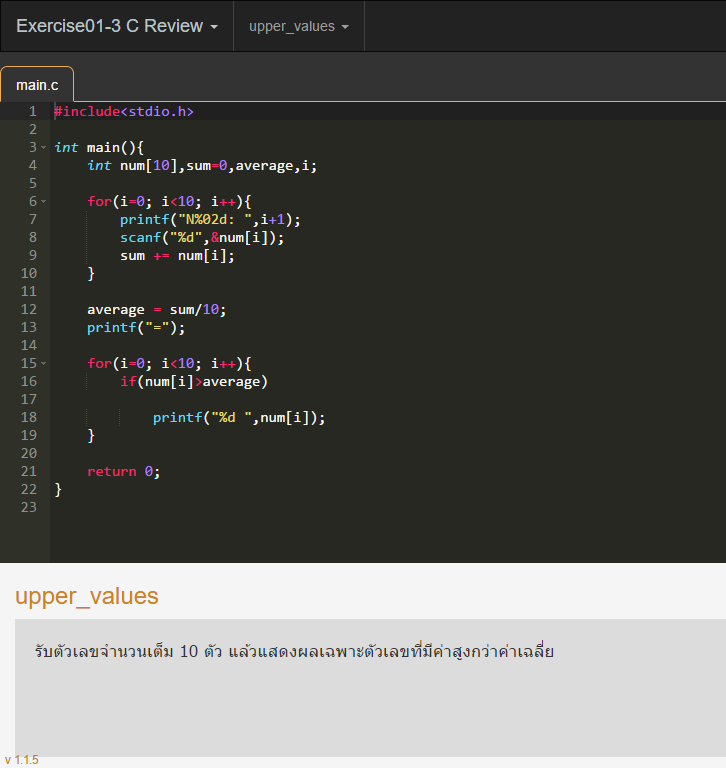 Exercise01-3 C Review upper_values
main.c
1 #include<stdio.h>
2
3 int main(){
4 int num[10],sum=0,average,i;
5
6 for(i=0; i<10; i++){
7 printf("N%02d: ",i+1);
8 scanf("%d",&num[i]);
9 sum += num[i];
10 }
11
12 average = sum/10;
13 printf("=");
14
15 for(i=0; i<10; i++){
16 if(num[i]>average)
17
18 printf("%d ",num[i]);
19 }
20
21 return 0;
22 }
23
upper_values
รับตัวเลขจำนวนเต็ม 10 ตัว แล้วแสดงผลเฉพาะตัวเลขที่มีค่าสูงกว่าค่าเฉลี่ย
v 1.1.5